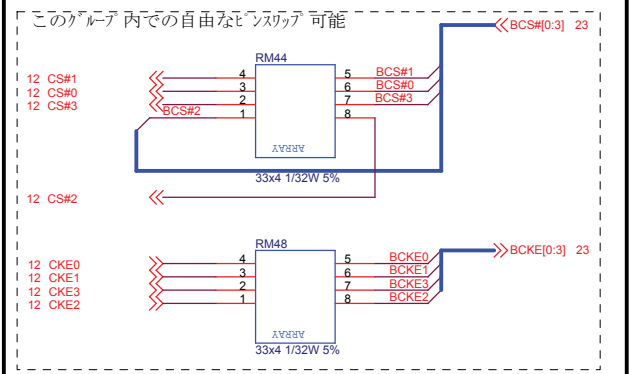 このグループ内での自由なピンスワップ可能
BCS#[0:3] 23
RM44
12 CS#1 4 5 BCS#1
12 CS#0 3 6 BCS#0
12 CS#3 2 7 BCS#3
BCS#2 1 8
ARRAY
33x4 1/32W 5%
12 CS#2
RM48
BCKE[0:3] 23
12 CKE0 4 5 BCKE0
12 CKE1 3 6 BCKE1
12 CKE3 2 7 BCKE3
12 CKE2 1 8 BCKE2
ARRAY
33x4 1/32W 5%